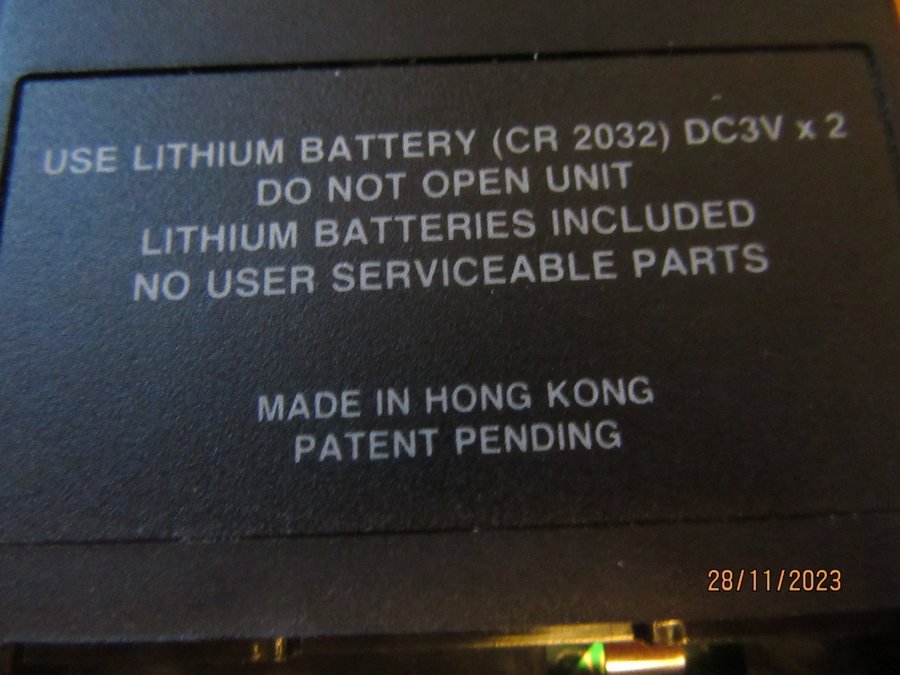 USE LITHIUM BATTERY (CR 2032) DC3V x 2
DO NOT OPEN UNIT
LITHIUM BATTERIES INCLUDED
NO USER SERVICEABLE PARTS
MADE IN HONG KONG
PATENT PENDING
28/11/2023